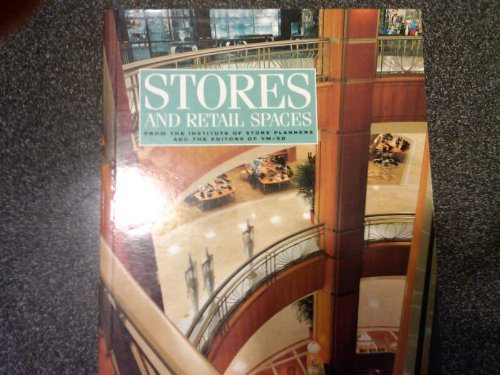 STORES
AND RETAIL SPACES
FROM THE INSTITUTE OF STORE PLANNERS
AND THE EDITORS OF VM+SD